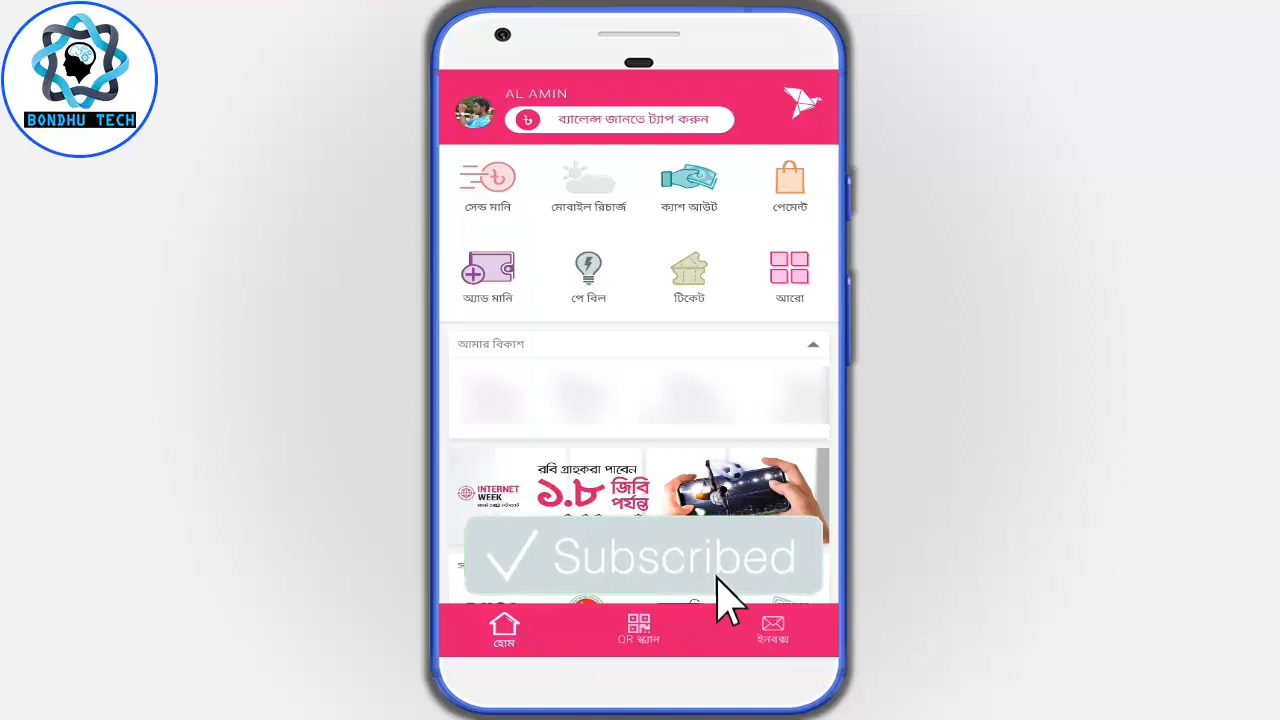 BONDHU TECH
AL AMIN
৳ ব্যালেন্স জানতে ট্যাপ করুন
সেন্ড মানি
মোবাইল রিচার্জ
ক্যাশ আউট
পেমেন্ট
অ্যাড মানি
পে বিল
টিকেট
আরো
আমার বিকাশ
রবি গ্রাহকরা পাবেন
INTERNET WEEK
১.৮ জিবি পর্যন্ত
Subscribed
হোম
QR স্ক্যান
ইনবক্স